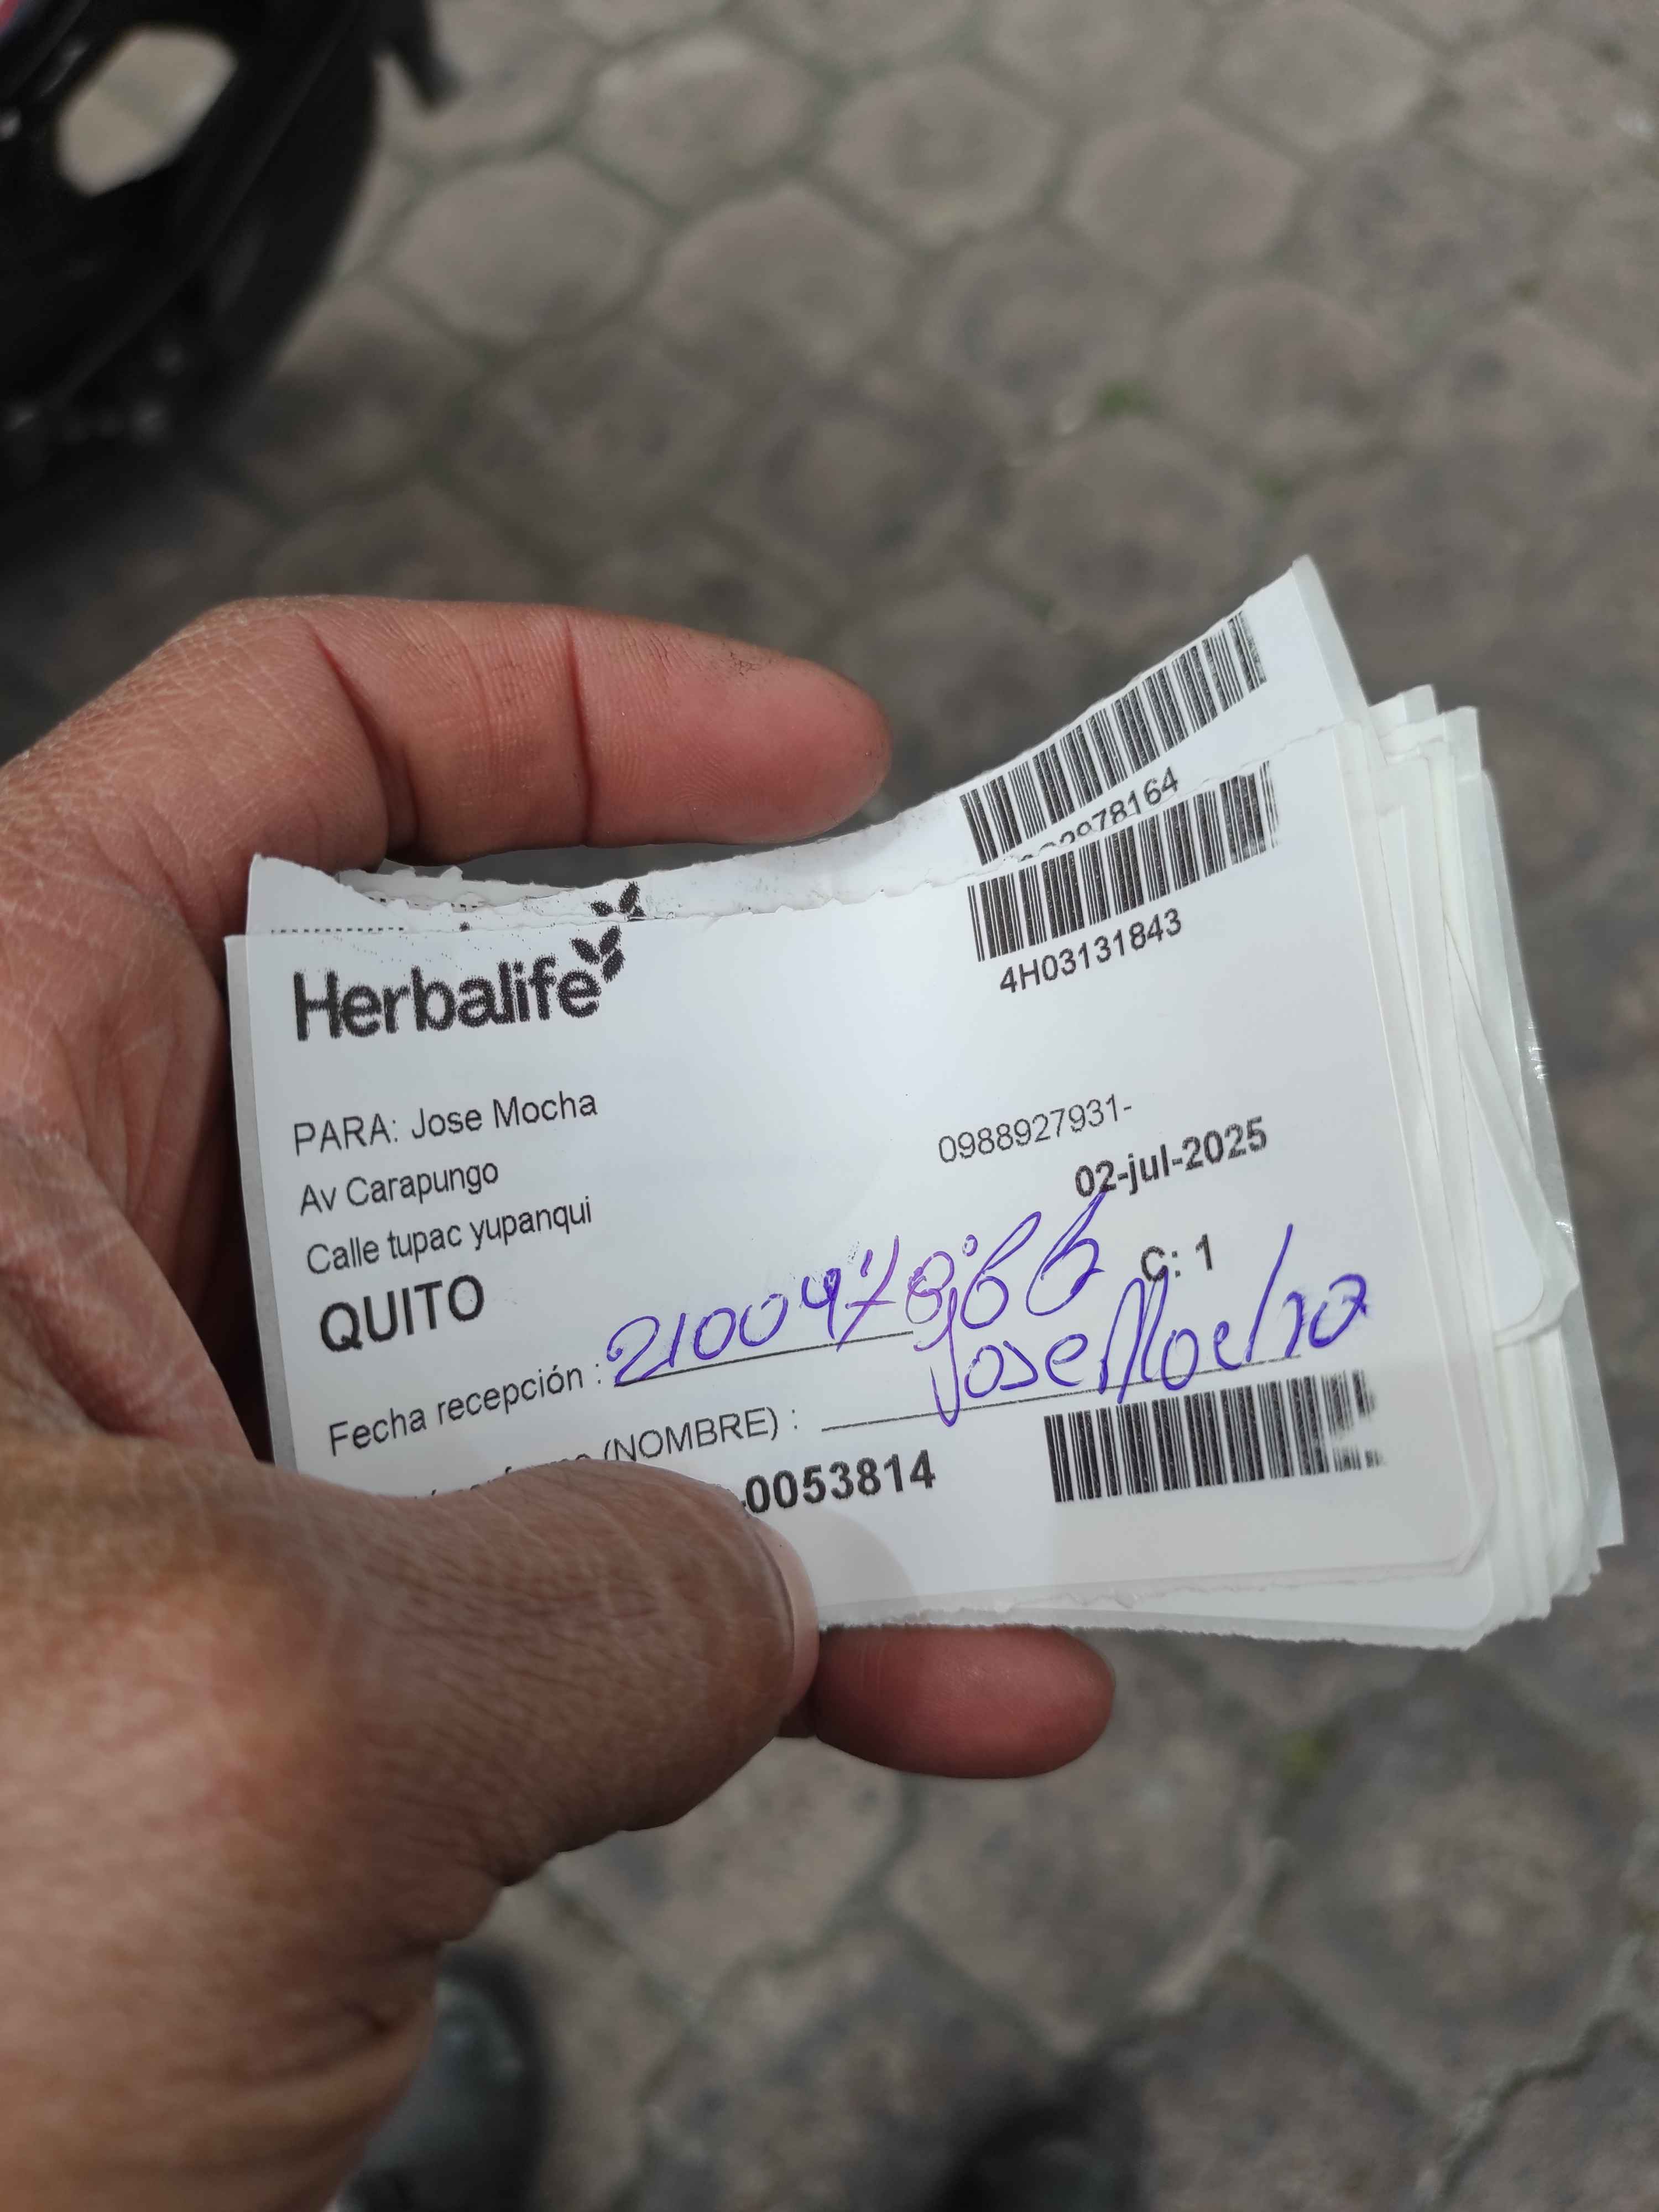 2978164
Herbalife
4H03131843
PARA: Jose Mocha
0988927931-
Av Carapungo
02-jul-2025
Calle tupac yupanqui
C: 1
QUITO
Fecha recepción :
Jose Mocha
(NOMBRE) :
0053814